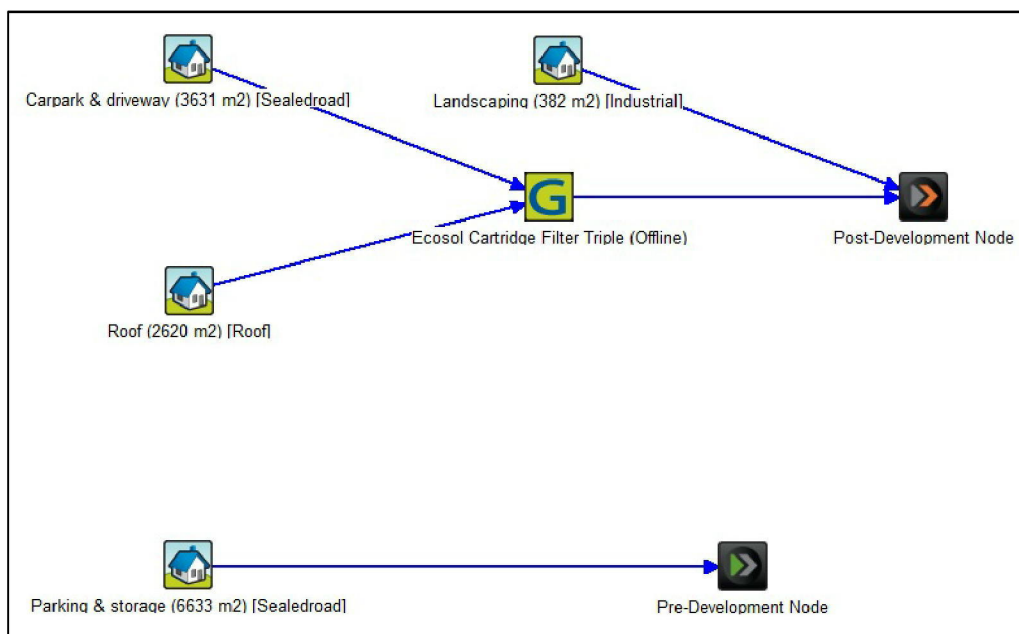 Carpark & driveway (3631 m2) [Sealedroad]
Landscaping (382 m2) [Industrial]
G
Ecosol Cartridge Filter Triple (Offline)
Post-Development Node
Roof (2620 m2) [Roof]
Parking & storage (6633 m2) [Sealedroad]
Pre-Development Node